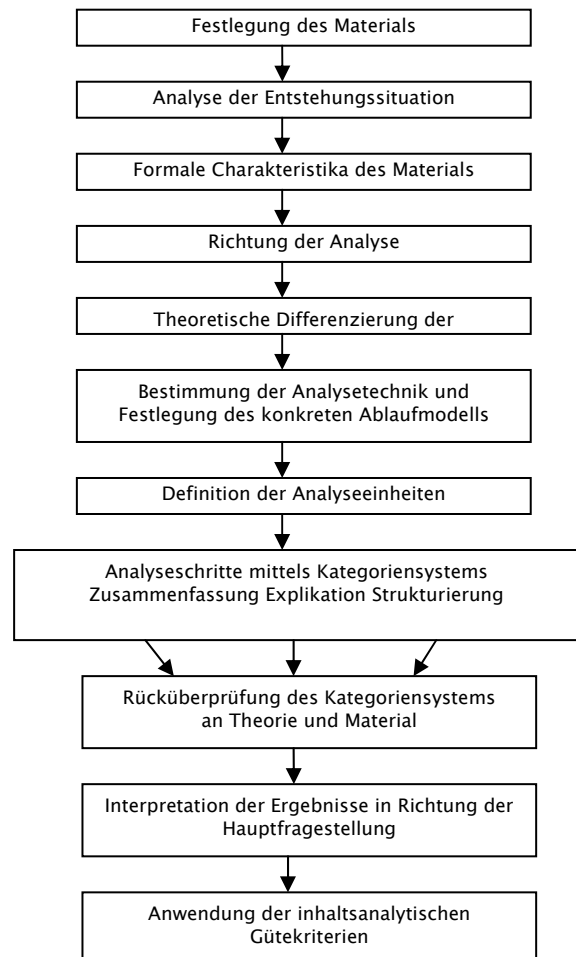 Festlegung des Materials
Analyse der Entstehungssituation
Formale Charakteristika des Materials
Richtung der Analyse
Theoretische Differenzierung der
Bestimmung der Analysetechnik und
Festlegung des konkreten Ablaufmodells
Definition der Analyseeinheiten
Analyseschritte mittels Kategoriensystems
Zusammenfassung Explikation Strukturierung
Rücküberprüfung des Kategoriensystems
an Theorie und Material
Interpretation der Ergebnisse in Richtung der
Hauptfragestellung
Anwendung der inhaltsanalytischen
Gütekriterien